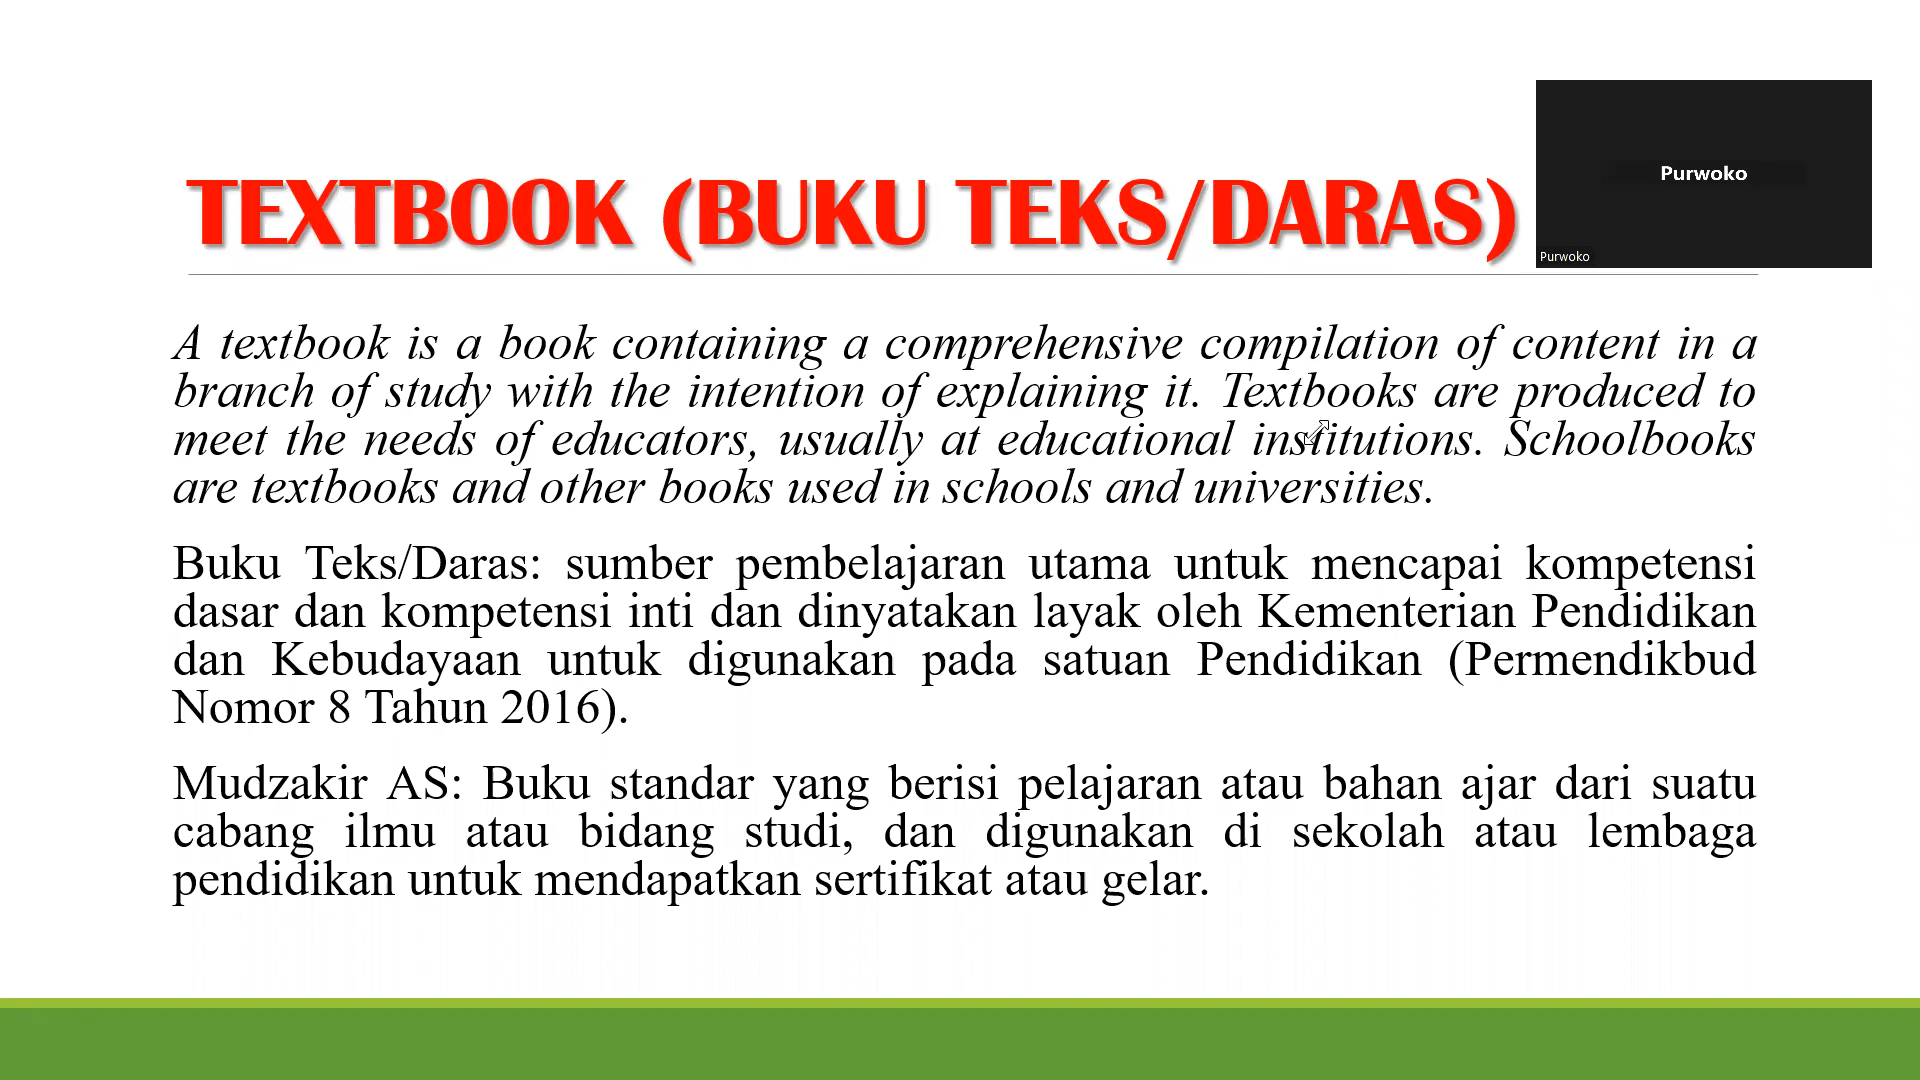 TEXTBOOK (BUKU TEKS/DARAS)
Purwoko
Purwoko
A textbook is a book containing a comprehensive compilation of content in a
branch of study with the intention of explaining it. Textbooks are produced to
meet the needs of educators, usually at educational institutions. Schoolbooks
are textbooks and other books used in schools and universities.
Buku Teks/Daras: sumber pembelajaran utama untuk mencapai kompetensi
dasar dan kompetensi inti dan dinyatakan layak oleh Kementerian Pendidikan
dan Kebudayaan untuk digunakan pada satuan Pendidikan (Permendikbud
Nomor 8 Tahun 2016).
Mudzakir AS: Buku standar yang berisi pelajaran atau bahan ajar dari suatu
cabang ilmu atau bidang studi, dan digunakan di sekolah atau lembaga
pendidikan untuk mendapatkan sertifikat atau gelar.